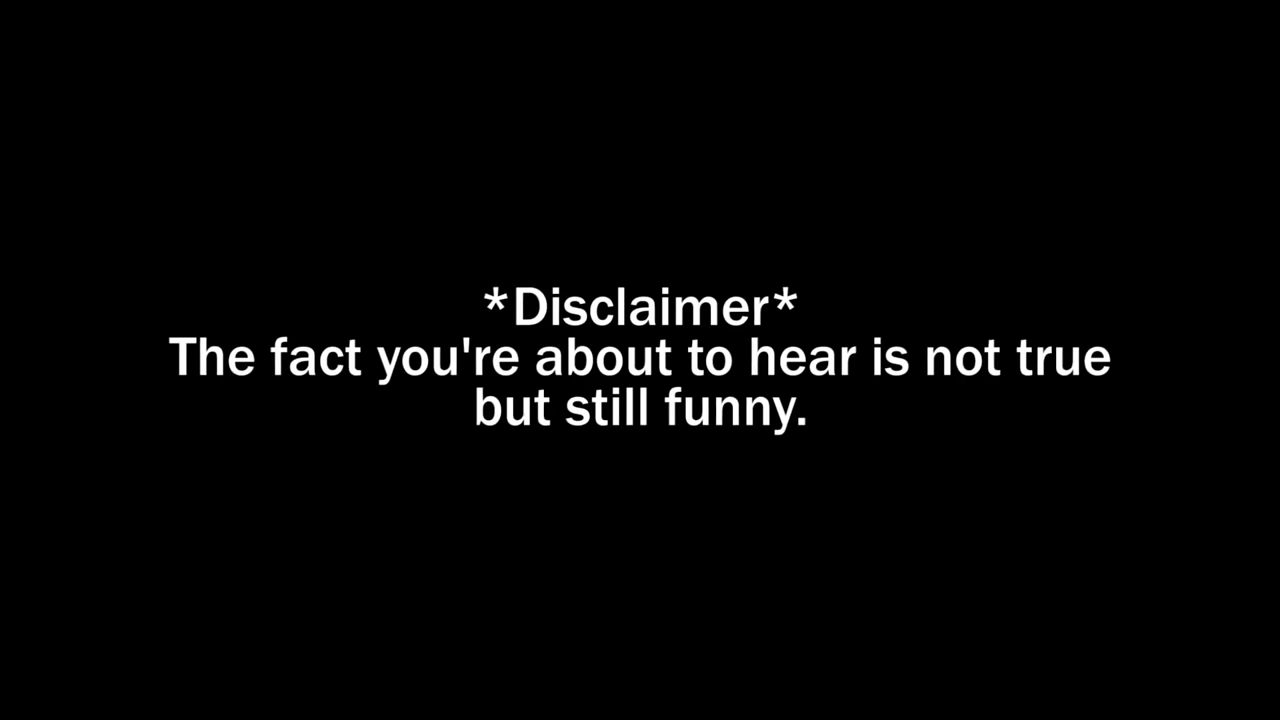 *Disclaimer*
The fact you're about to hear is not true
but still funny.